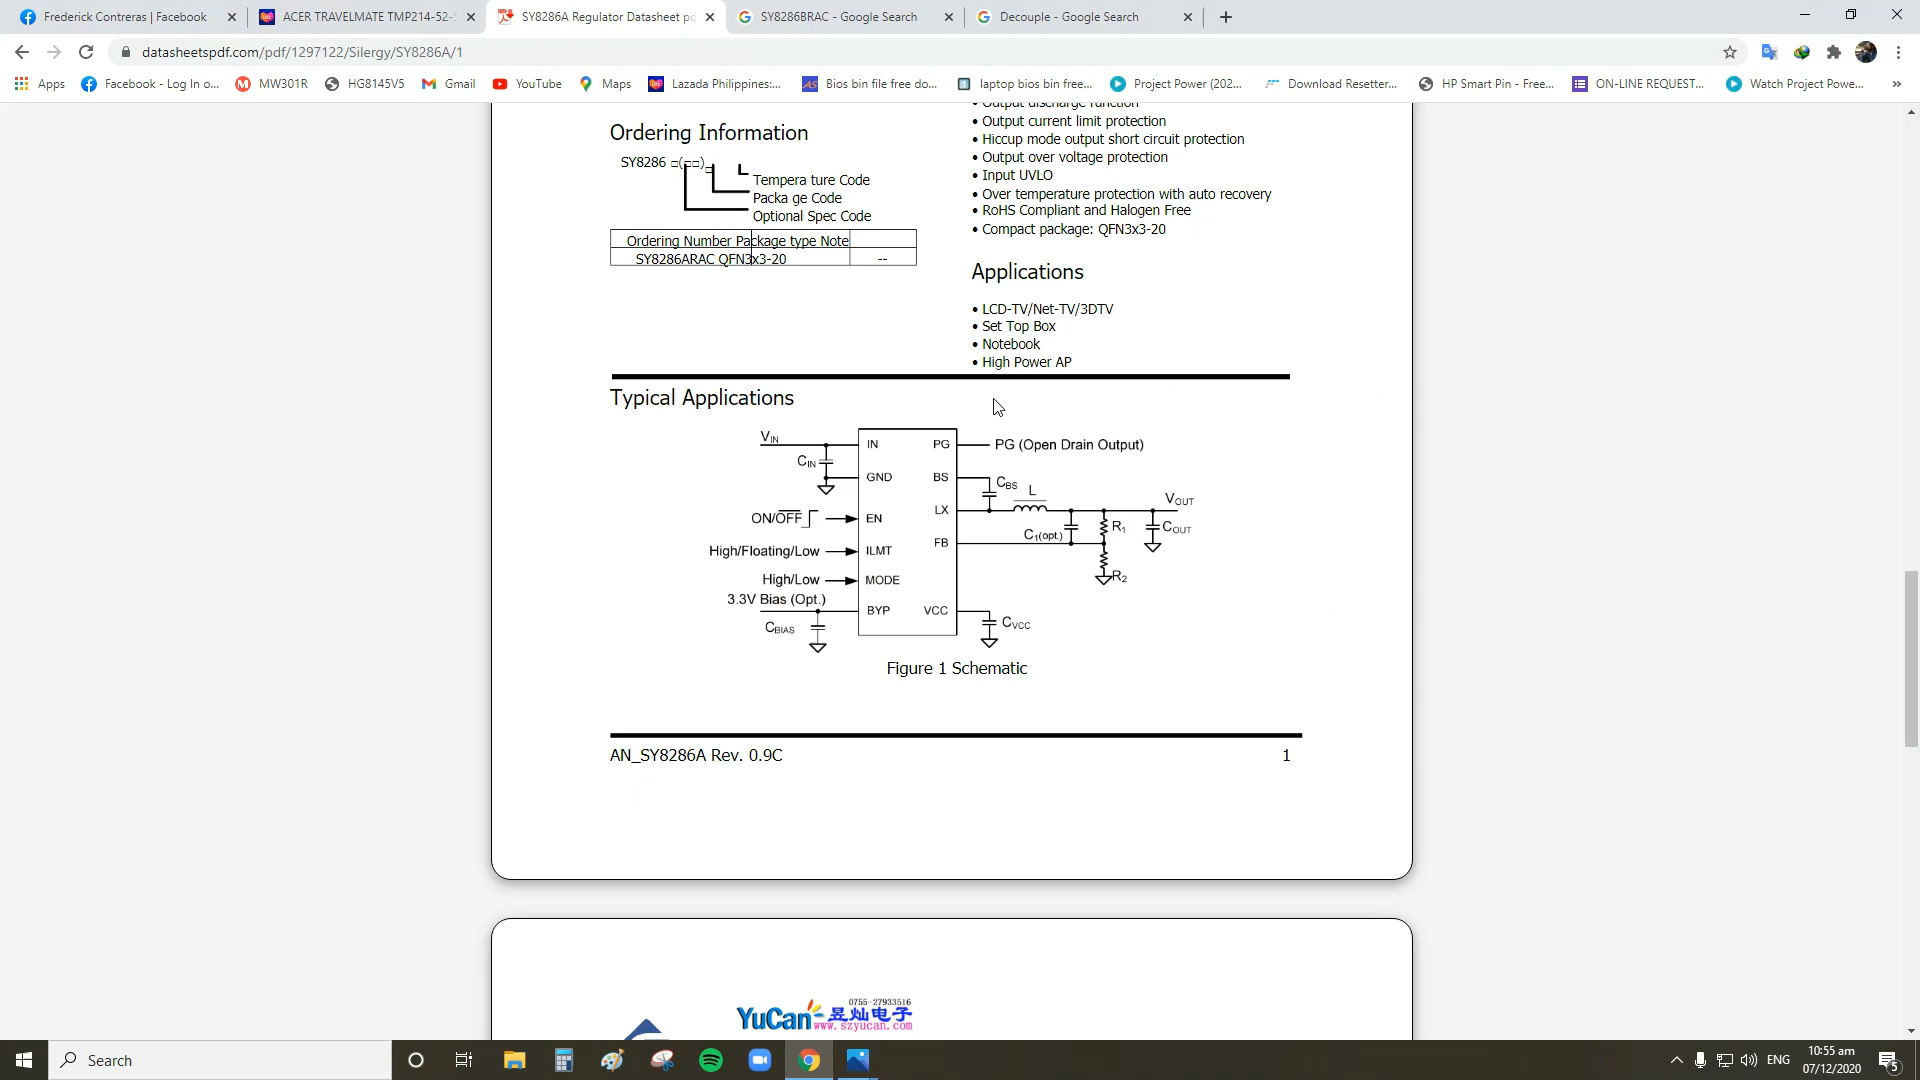 Frederick Contreras | Facebook
ACER TRAVELMATE TMP214-52-5
SY8286A Regulator Datasheet pd
SY8286BRAC - Google Search
Decouple - Google Search
datasheetspdf.com/pdf/1297122/Silergy/SY8286A/1
Apps
Facebook - Log In o...
MW301R
HG8145V5
Gmail
YouTube
Maps
Lazada Philippines:...
Bios bin file free do...
laptop bios bin free...
Project Power (202...
Download Resetter...
HP Smart Pin - Free...
ON-LINE REQUEST...
Watch Project Powe...
»
• Output discharge function
• Output current limit protection
• Hiccup mode output short circuit protection
• Output over voltage protection
• Input UVLO
• Over temperature protection with auto recovery
• RoHS Compliant and Halogen Free
• Compact package: QFN3x3-20
Ordering Information
SY8286 □(□□)□
Tempera ture Code
Packa ge Code
Optional Spec Code
Ordering Number Package type Note
SY8286ARAC QFN3x3-20 --
Applications
• LCD-TV/Net-TV/3DTV
• Set Top Box
• Notebook
• High Power AP
Typical Applications
VIN
IN
PG
PG (Open Drain Output)
CIN
GND
BS
CBS
L
VOUT
LX
ON/OFF
EN
C1(opt.)
R1
COUT
High/Floating/Low
ILMT
FB
High/Low
MODE
R2
3.3V Bias (Opt.)
BYP
VCC
CBIAS
CVCC
Figure 1 Schematic
AN_SY8286A Rev. 0.9C
1
0755-27933516
YuCan 昱灿电子
www.szyucan.com
Search
ENG
10:55 am
07/12/2020
5